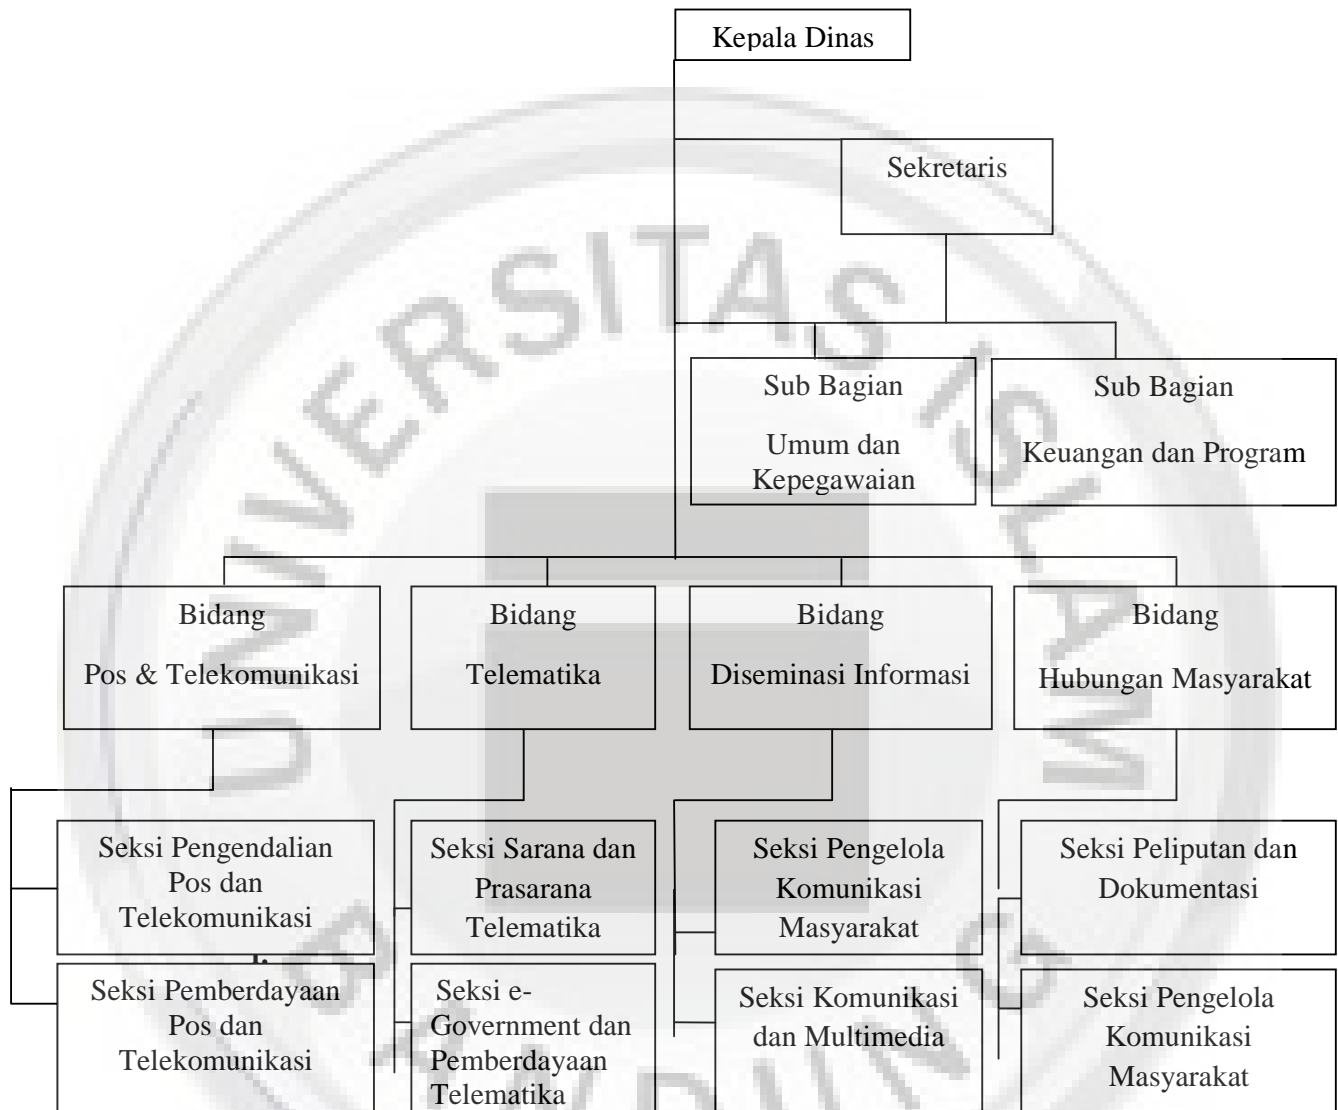 Kepala Dinas
Sekretaris
Sub Bagian
Umum dan
Kepegawaian
Sub Bagian
Keuangan dan Program
Bidang
Pos & Telekomunikasi
Bidang
Telematika
Bidang
Diseminasi Informasi
Bidang
Hubungan Masyarakat
Seksi Pengendalian
Pos dan
Telekomunikasi
Seksi Sarana dan
Prasarana
Telematika
Seksi Pengelola
Komunikasi
Masyarakat
Seksi Peliputan dan
Dokumentasi
Seksi Pemberdayaan
Pos dan
Telekomunikasi
Seksi e-
Government dan
Pemberdayaan
Telematika
Seksi Komunikasi
dan Multimedia
Seksi Pengelola
Komunikasi
Masyarakat
UNIVERSITAS ISLAM
BANDUNG